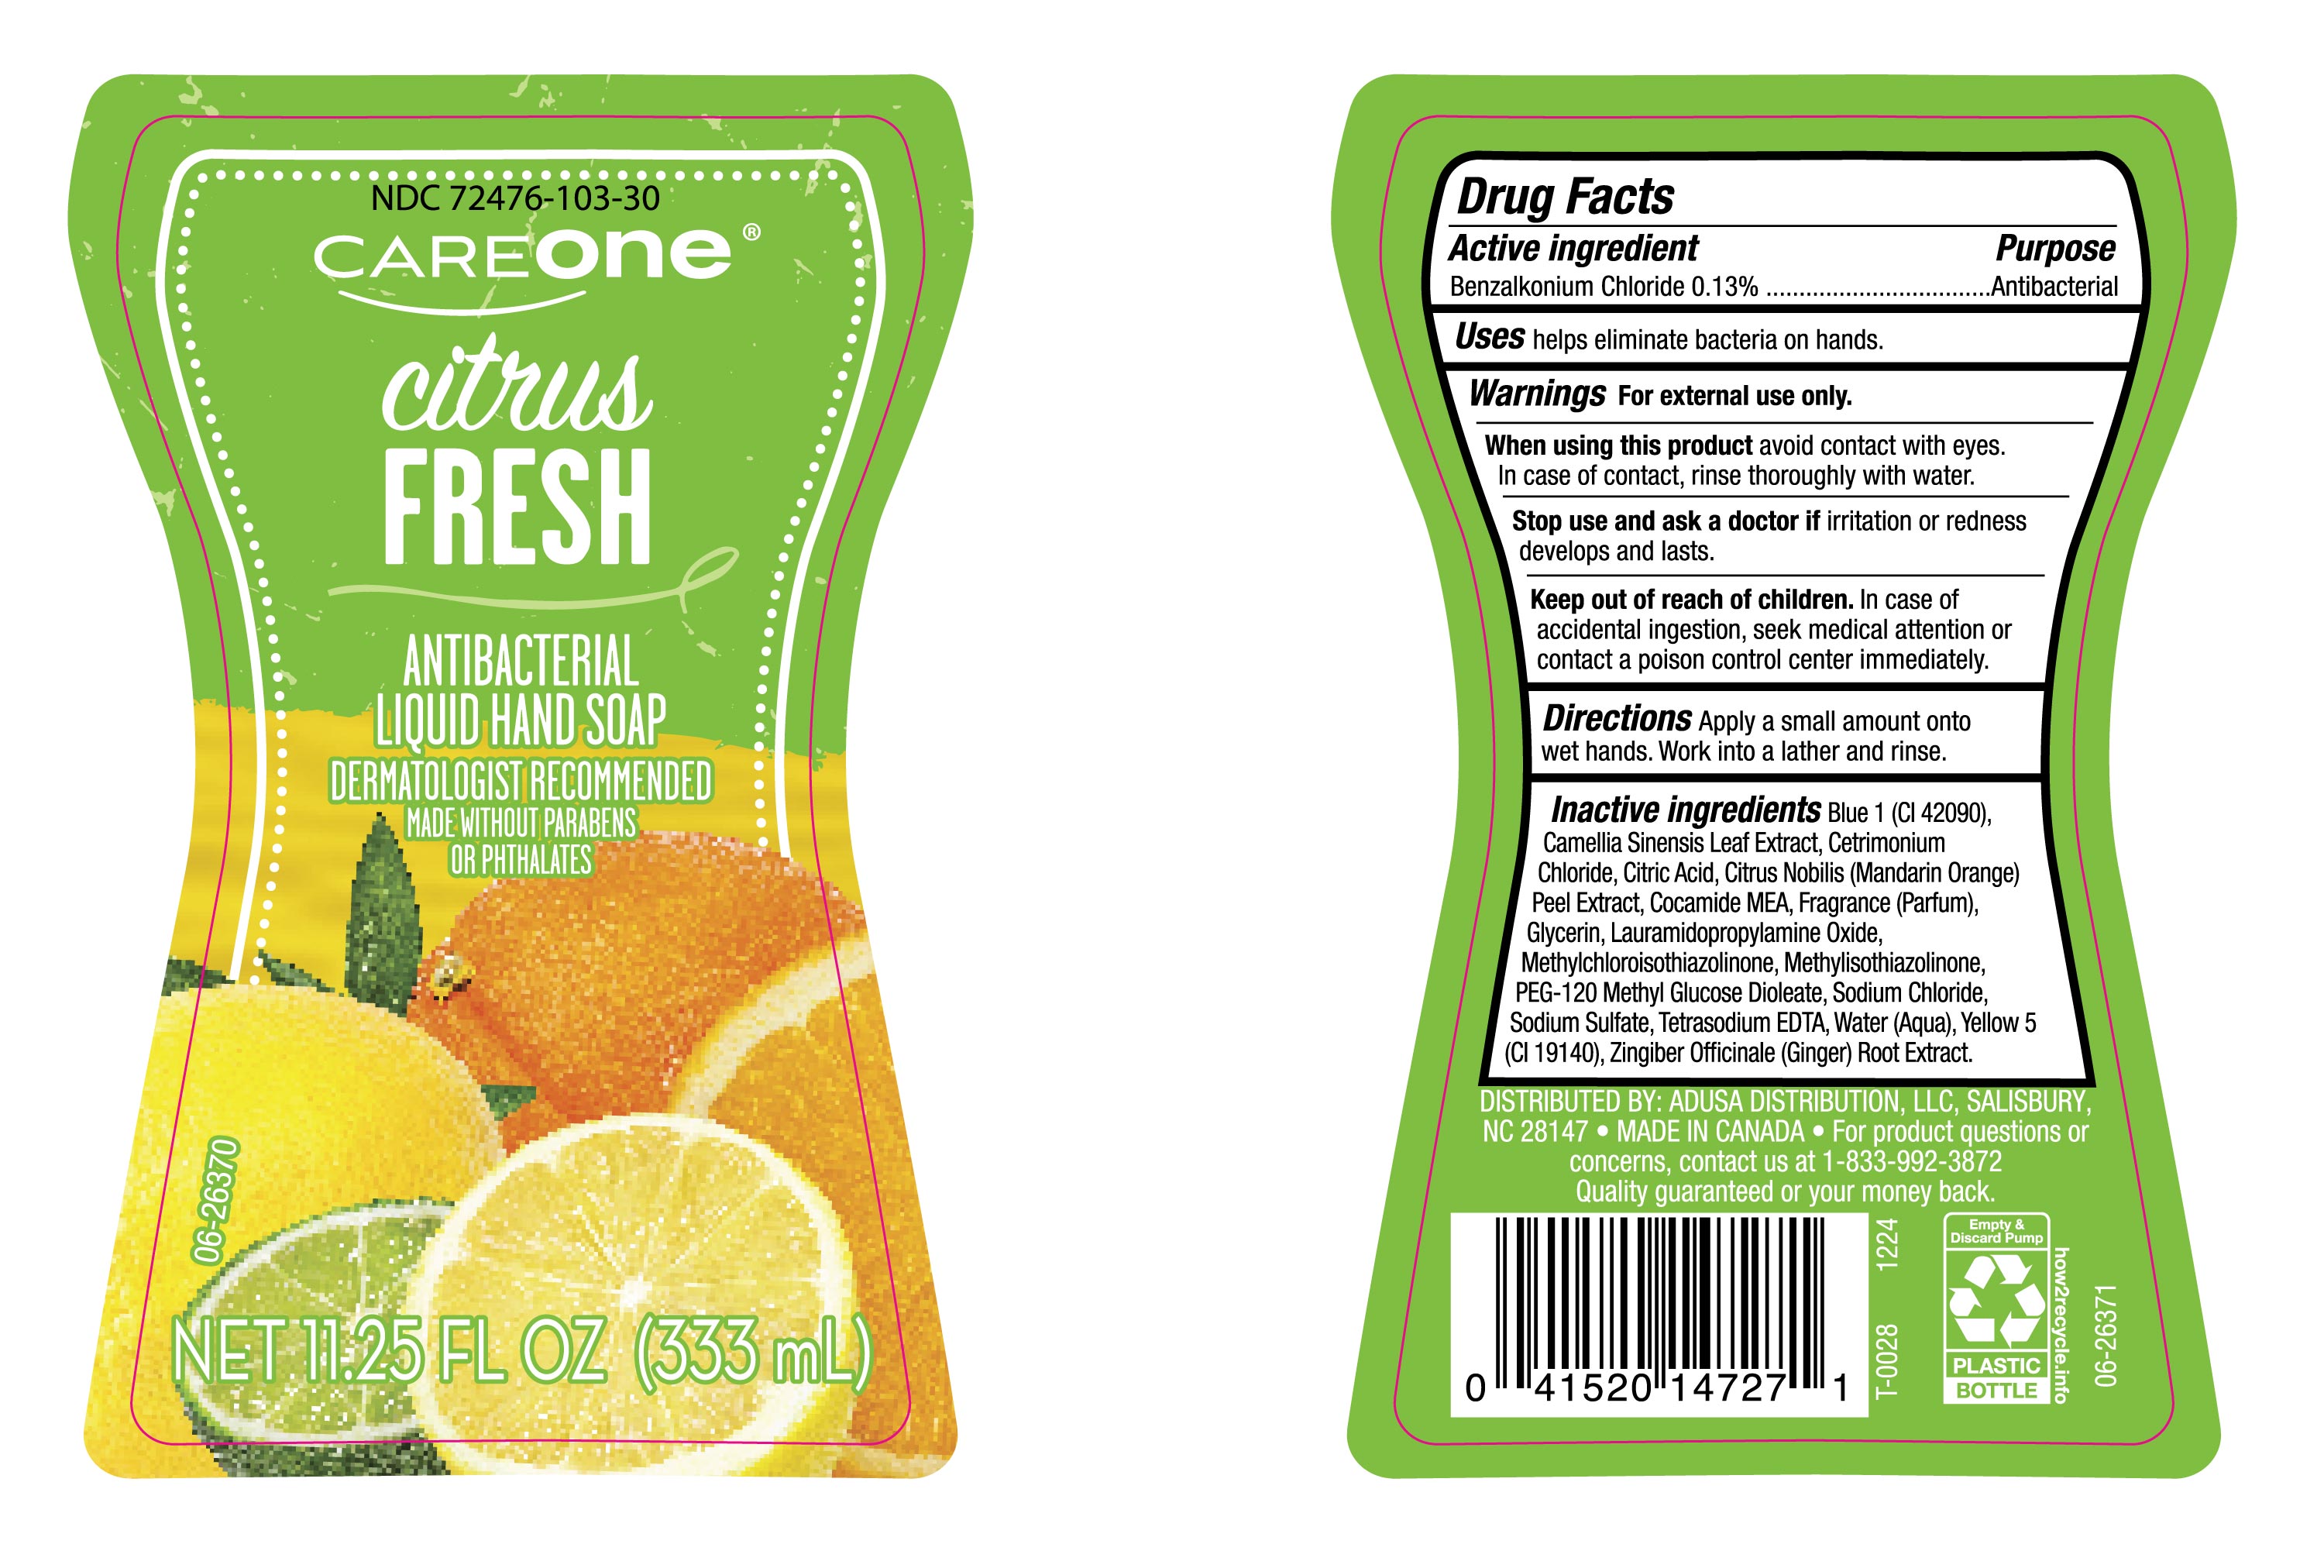 NDC 72476-103-30
CAREone®
citrus
FRESH
ANTIBACTERIAL
LIQUID HAND SOAP
DERMATOLOGIST RECOMMENDED
MADE WITHOUT PARABENS
OR PHTHALATES
06-26370
NET 11.25 FL OZ (333 mL)
Drug Facts
Active ingredient Purpose
Benzalkonium Chloride 0.13% ..................................Antibacterial
Uses helps eliminate bacteria on hands.
Warnings For external use only.
When using this product avoid contact with eyes.
In case of contact, rinse thoroughly with water.
Stop use and ask a doctor if irritation or redness
develops and lasts.
Keep out of reach of children. In case of
accidental ingestion, seek medical attention or
contact a poison control center immediately.
Directions Apply a small amount onto
wet hands. Work into a lather and rinse.
Inactive ingredients Blue 1 (CI 42090),
Camellia Sinensis Leaf Extract, Cetrimonium
Chloride, Citric Acid, Citrus Nobilis (Mandarin Orange)
Peel Extract, Cocamide MEA, Fragrance (Parfum),
Glycerin, Lauramidopropylamine Oxide,
Methylchloroisothiazolinone, Methylisothiazolinone,
PEG-120 Methyl Glucose Dioleate, Sodium Chloride,
Sodium Sulfate, Tetrasodium EDTA, Water (Aqua), Yellow 5
(CI 19140), Zingiber Officinale (Ginger) Root Extract.
DISTRIBUTED BY: ADUSA DISTRIBUTION, LLC, SALISBURY,
NC 28147 • MADE IN CANADA • For product questions or
concerns, contact us at 1-833-992-3872
Quality guaranteed or your money back.
0 41520 14727 1
T-0028 1224
Empty &
Discard Pump
PLASTIC
BOTTLE
how2recycle.info
06-26371